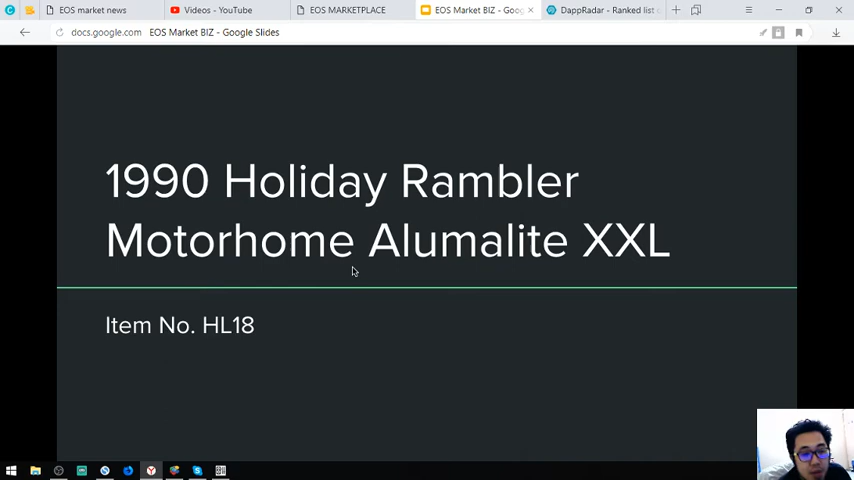 EOS market news
Videos - YouTube
EOS MARKETPLACE
EOS Market BIZ - Goog
DappRadar - Ranked list
docs.google.com EOS Market BIZ - Google Slides
1990 Holiday Rambler
Motorhome Alumalite XXL
Item No. HL18